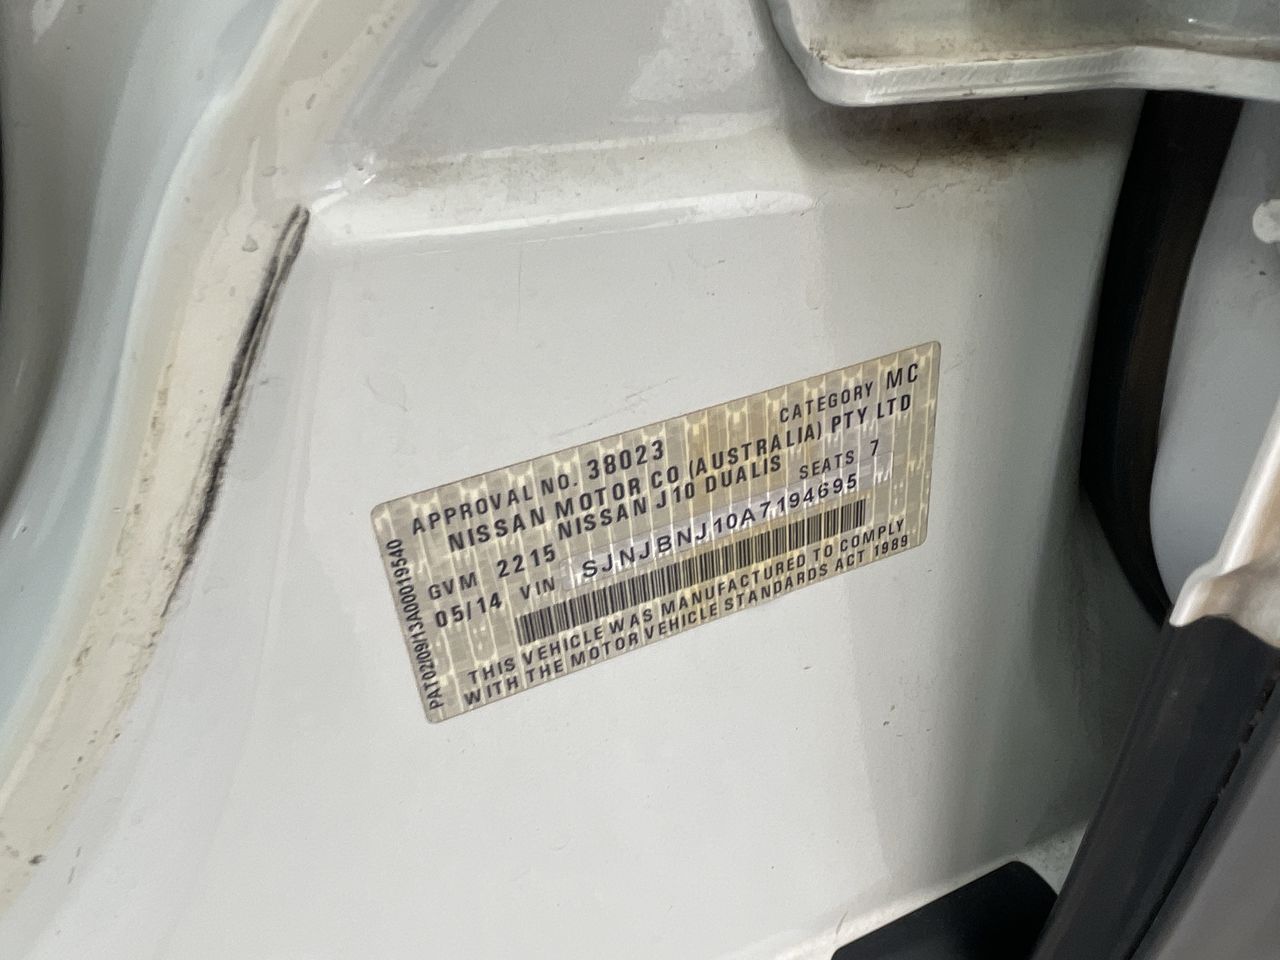 APPROVAL NO. 38023 CATEGORY MC
NISSAN MOTOR CO (AUSTRALIA) PTY LTD
NISSAN J10 DUALIS
GVM 2215 SEATS 7
05/14 VIN SJNJBNJ10A7194695
THIS VEHICLE WAS MANUFACTURED TO COMPLY
WITH THE MOTOR VEHICLE STANDARDS ACT 1989
PAT02/09/13A00019540